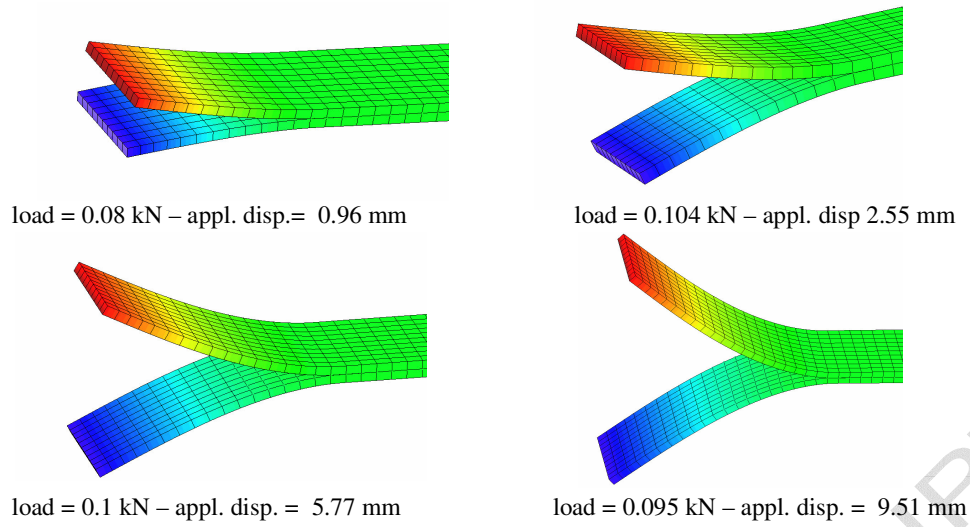 load = 0.08 kN – appl. disp.= 0.96 mm
load = 0.104 kN – appl. disp 2.55 mm
load = 0.1 kN – appl. disp. = 5.77 mm
load = 0.095 kN – appl. disp. = 9.51 mm